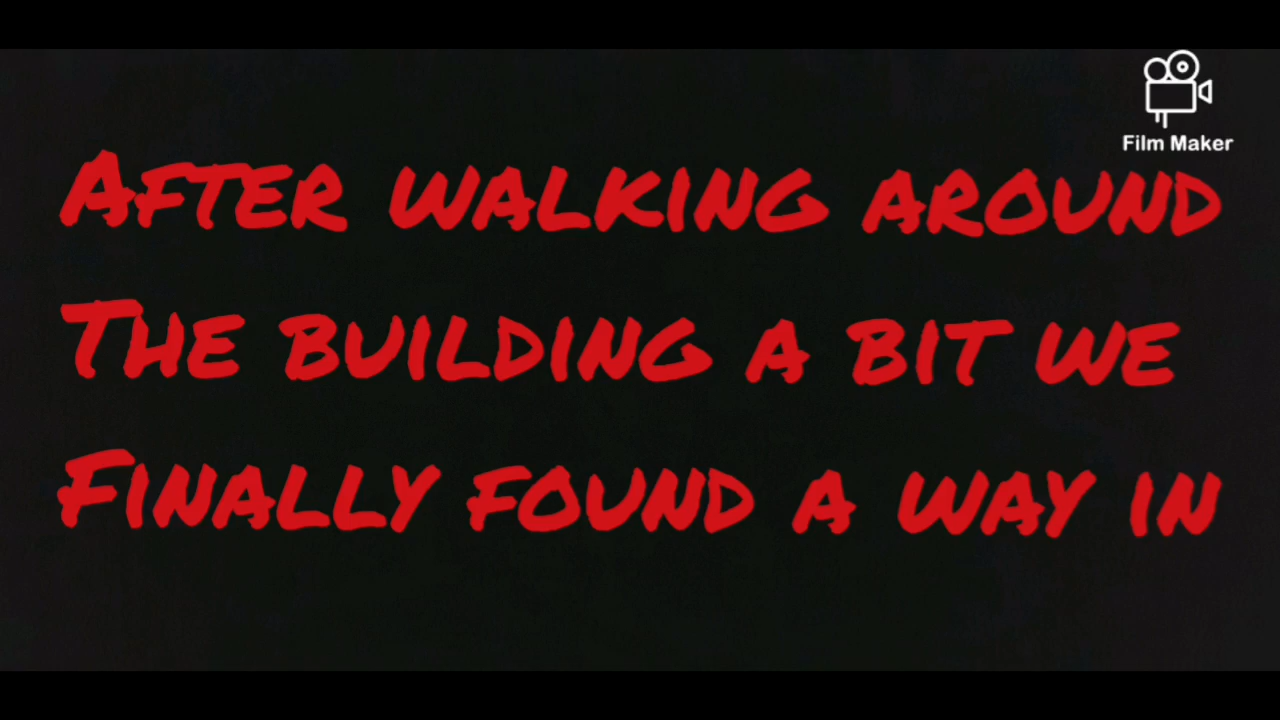 Film Maker
After walking around
The building a bit we
Finally found a way in